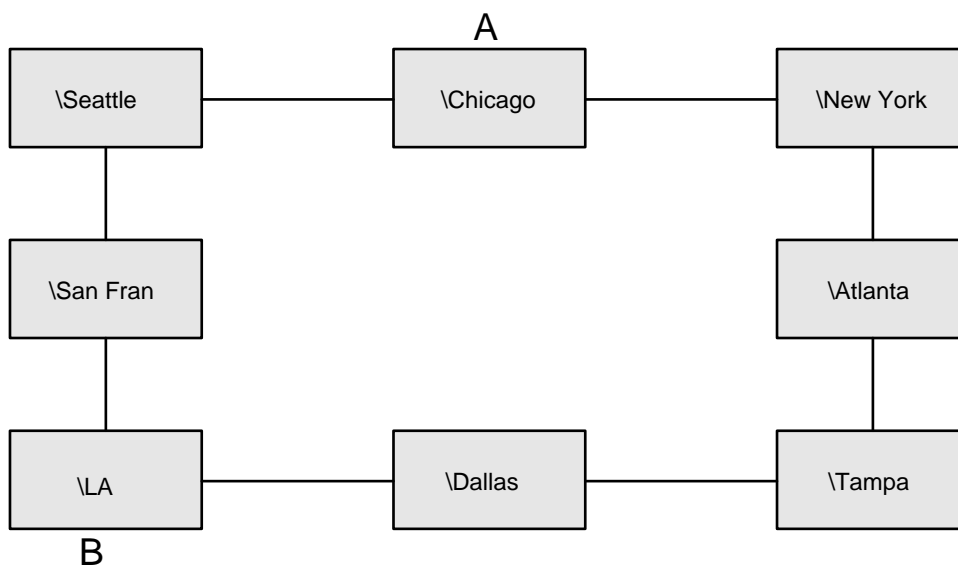 A
\Seattle
\Chicago
\New York
\San Fran
\Atlanta
\LA
\Dallas
\Tampa
B